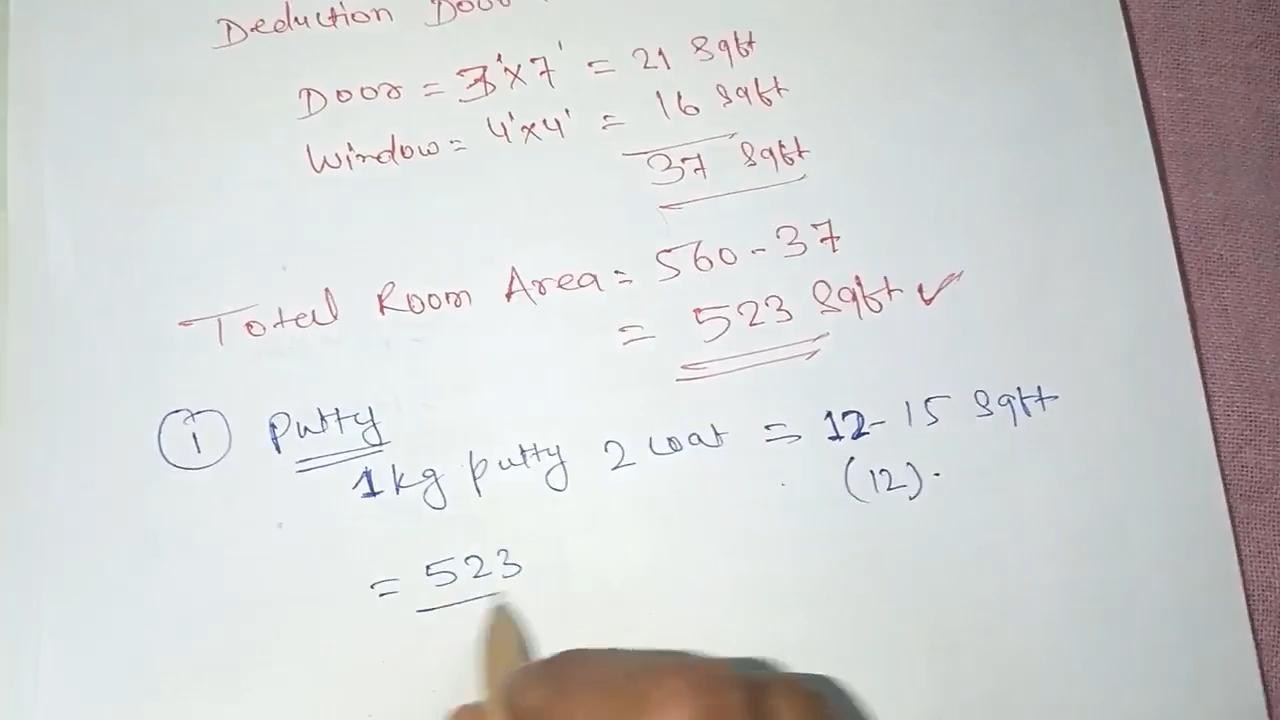 Deduction Door
Door = 3'x7' = 21 Sqft
Window = 4'x4' = 16 Sqft
37 Sqft
Total Room Area = 560-37
= 523 Sqft ✓
① Putty
1kg putty 2 coat = 12-15 Sqft
(12).
= 523